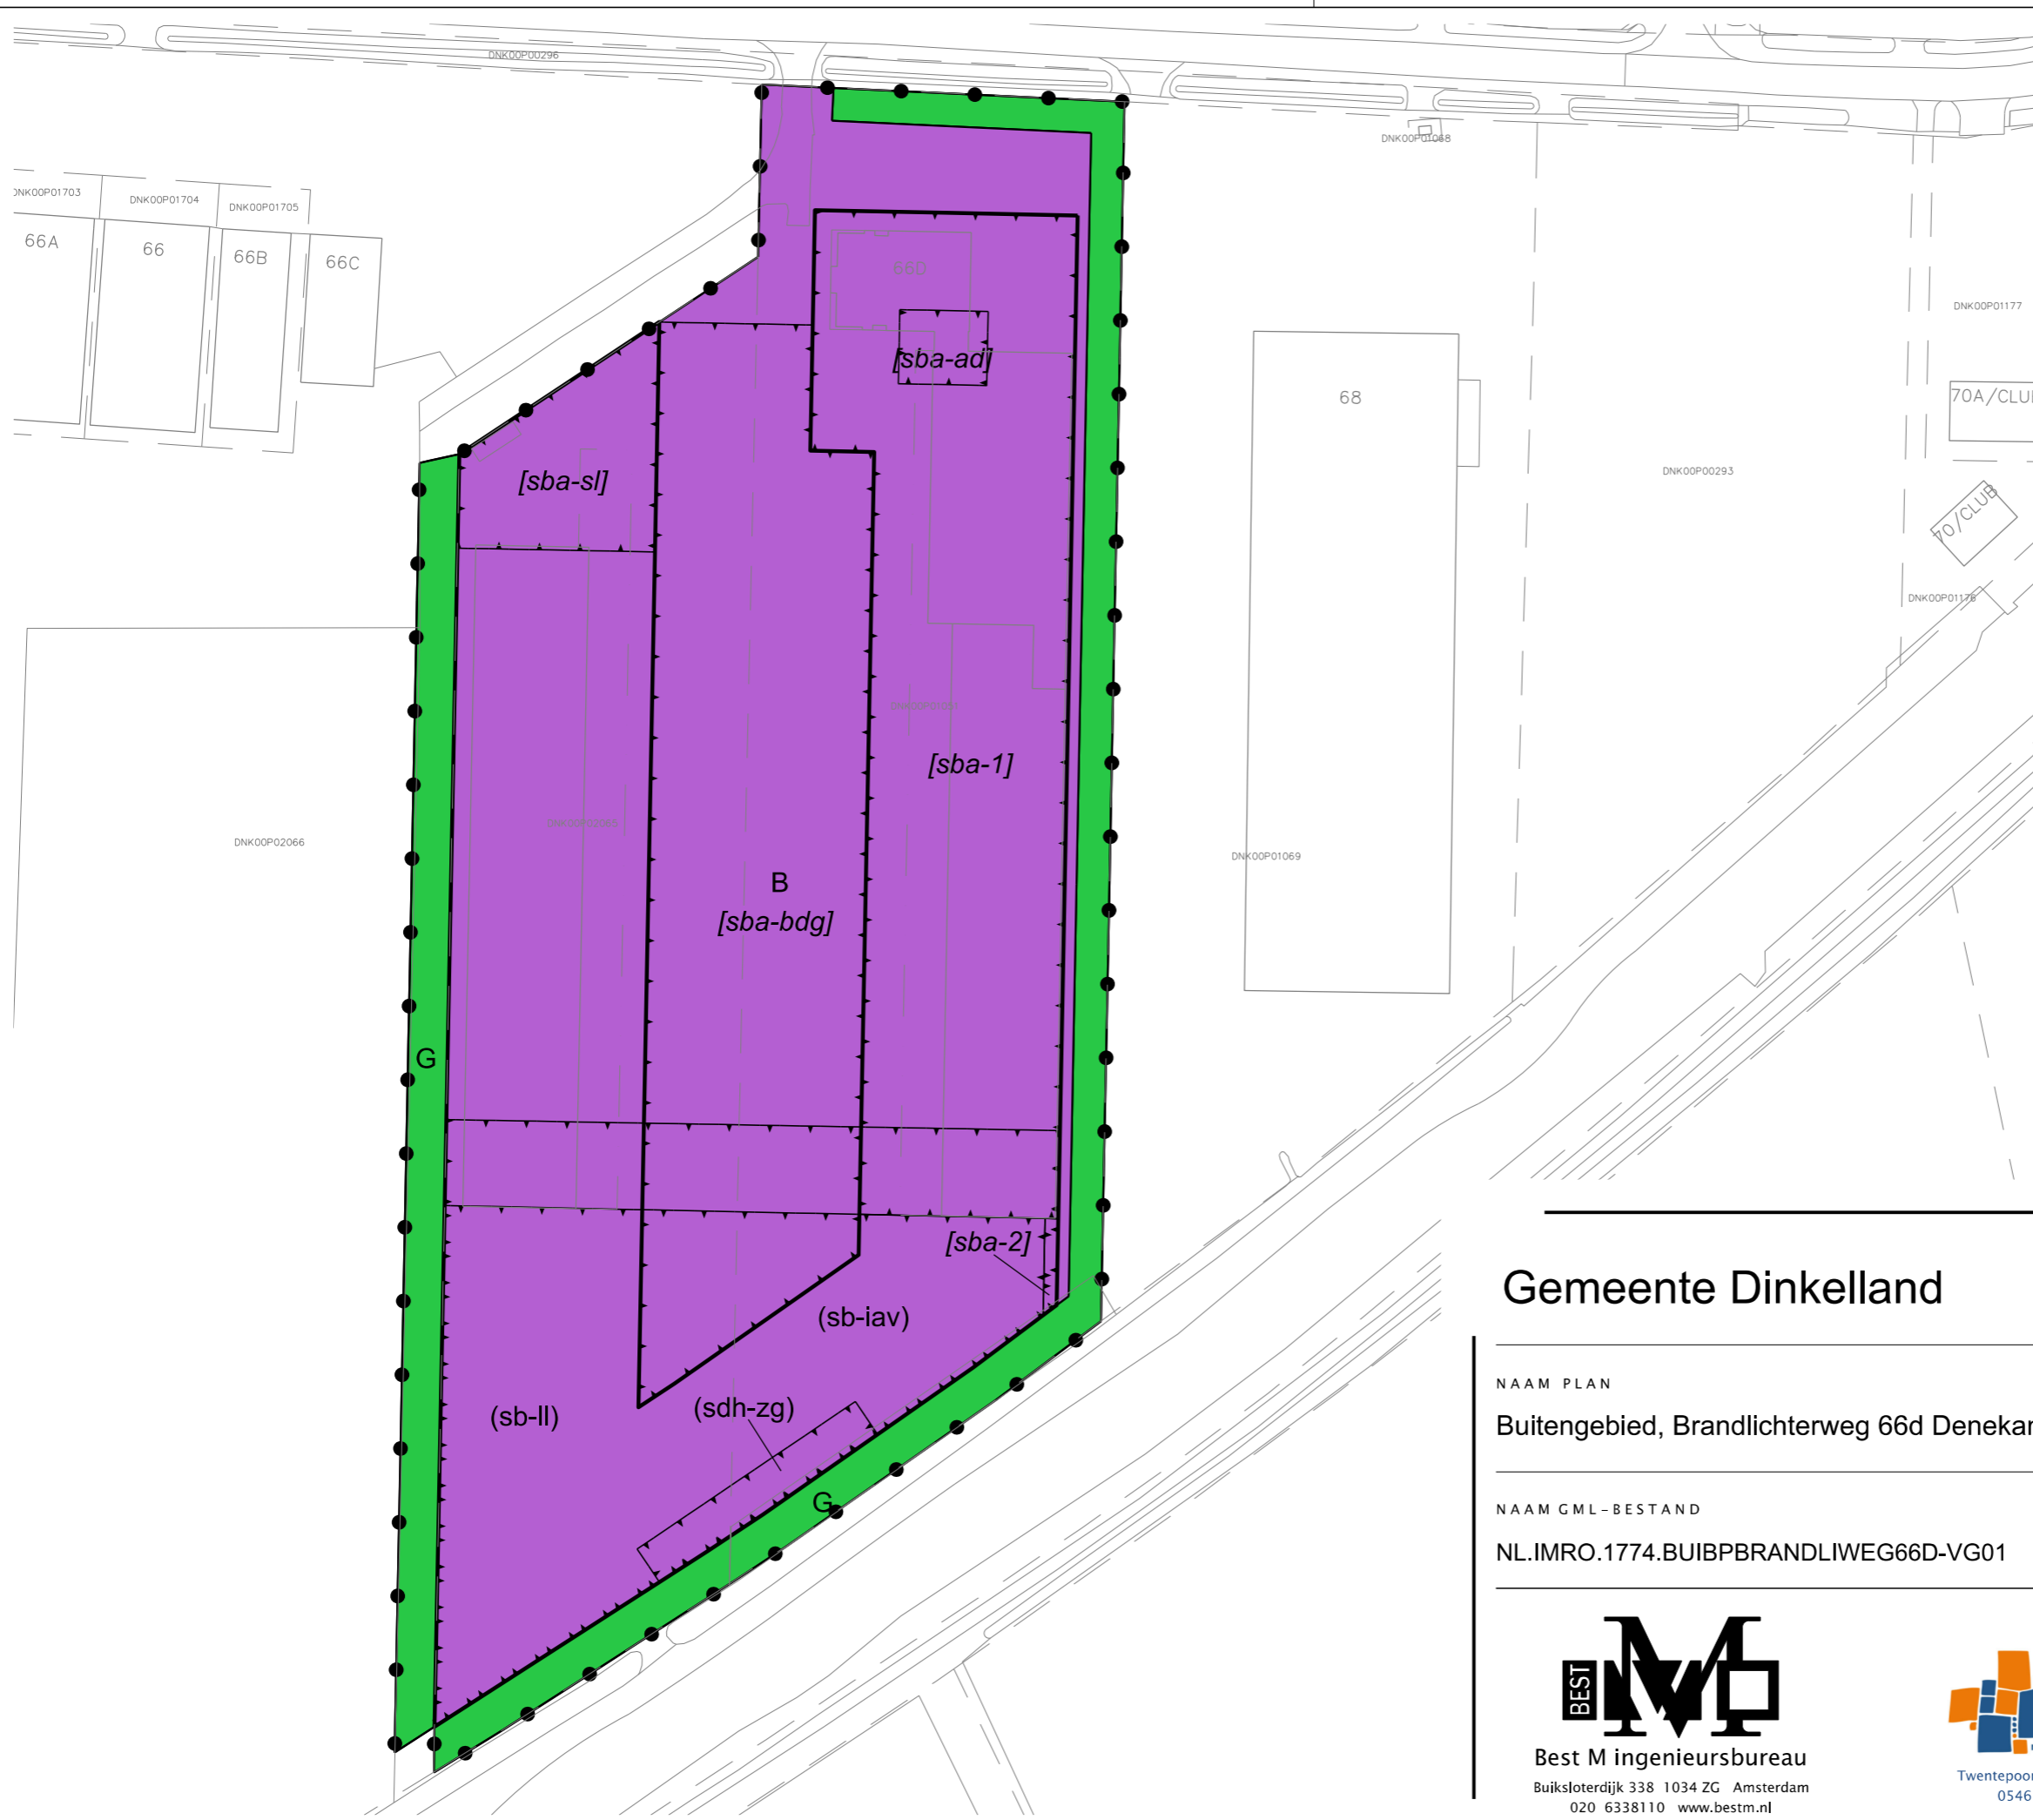 DNK00P00296
DNK00P01068
DNK00P01703
DNK00P01704
DNK00P01705
66A
66
66B
66C
66D
DNK00P01177
[sba-ad]
68
70A/CLUB
[sba-sl]
DNK00P00293
70/CLUB
DNK00P01176
[sba-1]
DNK00P02066
DNK00P01069
B
[sba-bdg]
G
[sba-2]
(sb-iav)
(sb-ll)
(sdh-zg)
G
Gemeente Dinkelland
NAAM PLAN
Buitengebied, Brandlichterweg 66d Denekam
NAAM GML-BESTAND
NL.IMRO.1774.BUIBPBRANDLIWEG66D-VG01
BEST
M
Best M ingenieursbureau
Buiksloterdijk 338 1034 ZG Amsterdam
020 6338110 www.bestm.nl
Twentepoor
0546